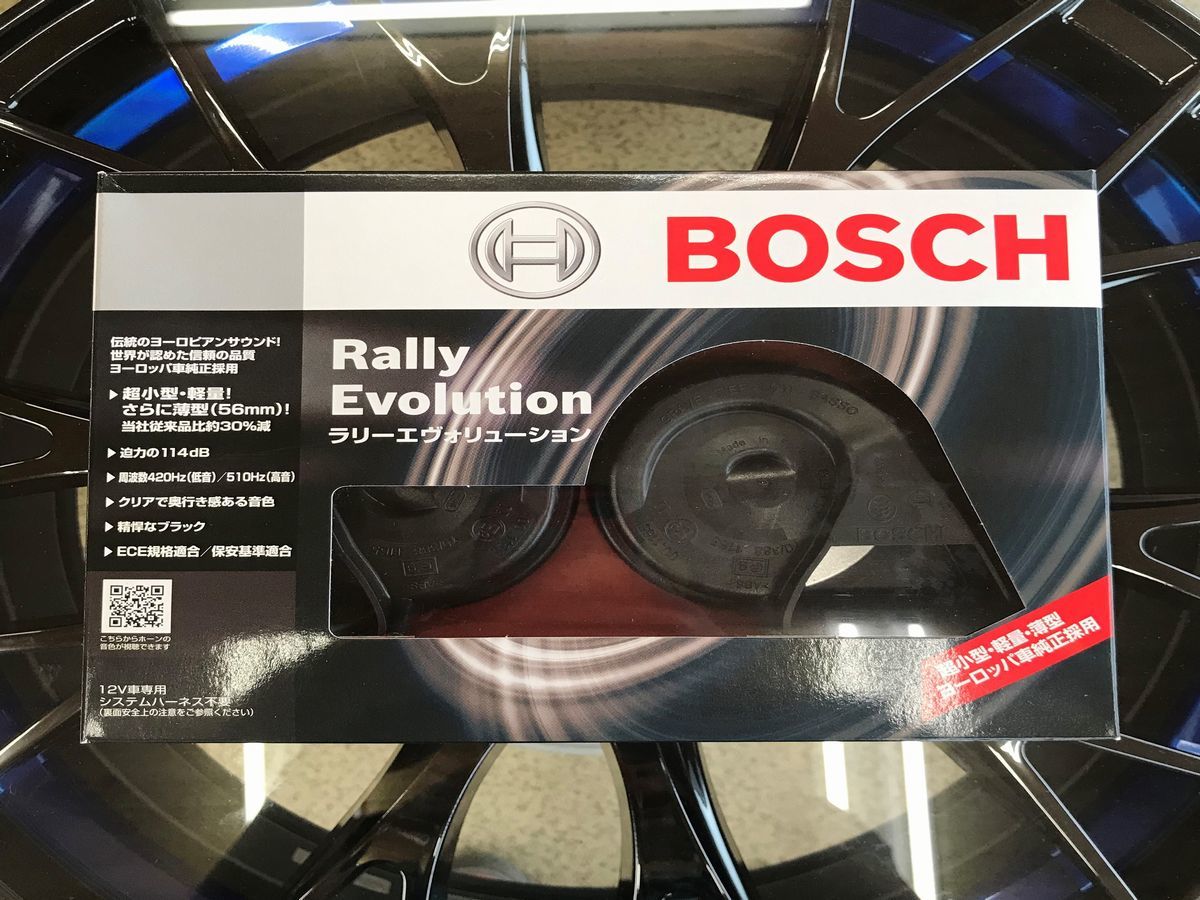 BOSCH
伝統のヨーロピアンサウンド!
世界が認めた信頼の品質
ヨーロッパ車純正採用
▶ 超小型・軽量!
さらに薄型(56mm)!
当社従来品比約30%減
▶ 迫力の114dB
▶ 周波数420Hz(低音)/510Hz(高音)
▶ クリアで奥行き感ある音色
▶ 精悍なブラック
▶ ECE規格適合/保安基準適合
こちらからホーンの
音色が視聴できます
12V車専用
システムハーネス不要
(裏面安全上の注意をご参照ください)
Rally
Evolution
ラリーエヴォリューション
Made in
BOSCH
超小型・軽量・薄型
ヨーロッパ車純正採用